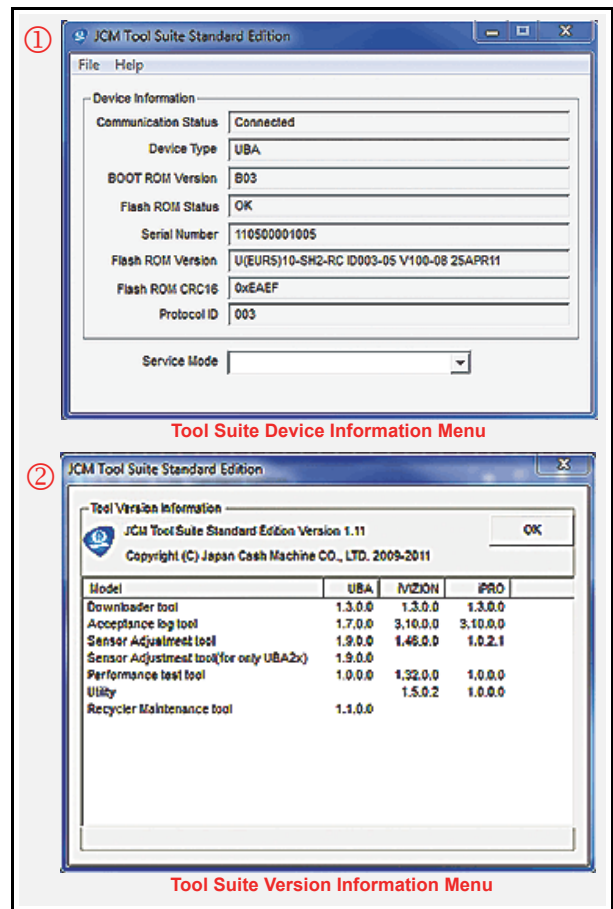 ①
JCM Tool Suite Standard Edition
File Help
Device Information
Communication Status Connected
Device Type UBA
BOOT ROM Version B03
Flash ROM Status OK
Serial Number 110500001005
Flash ROM Version U(EUR5)10-SH2-RC ID003-05 V100-08 25APR11
Flash ROM CRC16 0xEAEF
Protocol ID 003
Service Mode
Tool Suite Device Information Menu
②
JCM Tool Suite Standard Edition
Tool Version Information
JCM Tool Suite Standard Edition Version 1.11
OK
Copyright (C) Japan Cash Machine CO., LTD. 2009-2011
Model UBA iVIZION iPRO
Downloader tool 1.3.0.0 1.3.0.0 1.3.0.0
Acceptance log tool 1.7.0.0 3.10.0.0 3.10.0.0
Sensor Adjustment tool 1.9.0.0 1.46.0.0 1.0.2.1
Sensor Adjustment tool(for only UBA2x) 1.9.0.0
Performance test tool 1.0.0.0 1.32.0.0 1.0.0.0
Utility 1.5.0.2 1.0.0.0
Recycler Maintenance tool 1.1.0.0
Tool Suite Version Information Menu